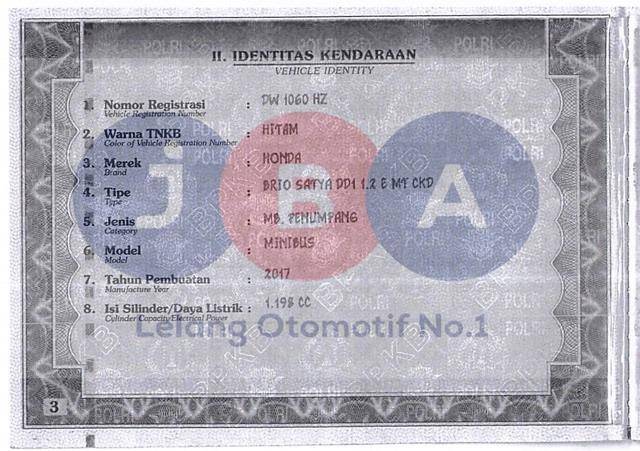 II. IDENTITAS KENDARAAN
VEHICLE IDENTITY
1. Nomor Registrasi : DW 1060 HZ
Vehicle Registration Number
2. Warna TNKB : HITAM
Color of Vehicle Registration Number
3. Merek : HONDA
Brand
4. Tipe : BRIO SATYA DD1 1.2 E MT CKD
Type
5. Jenis : MB. PENUMPANG
Category
6. Model : MINIBUS
Model
7. Tahun Pembuatan : 2017
Manufacture Year
8. Isi Silinder/Daya Listrik : 1.198 CC
Cylinder Capacity/Electrical Power
JBA
Lelang Otomotif No.1
3